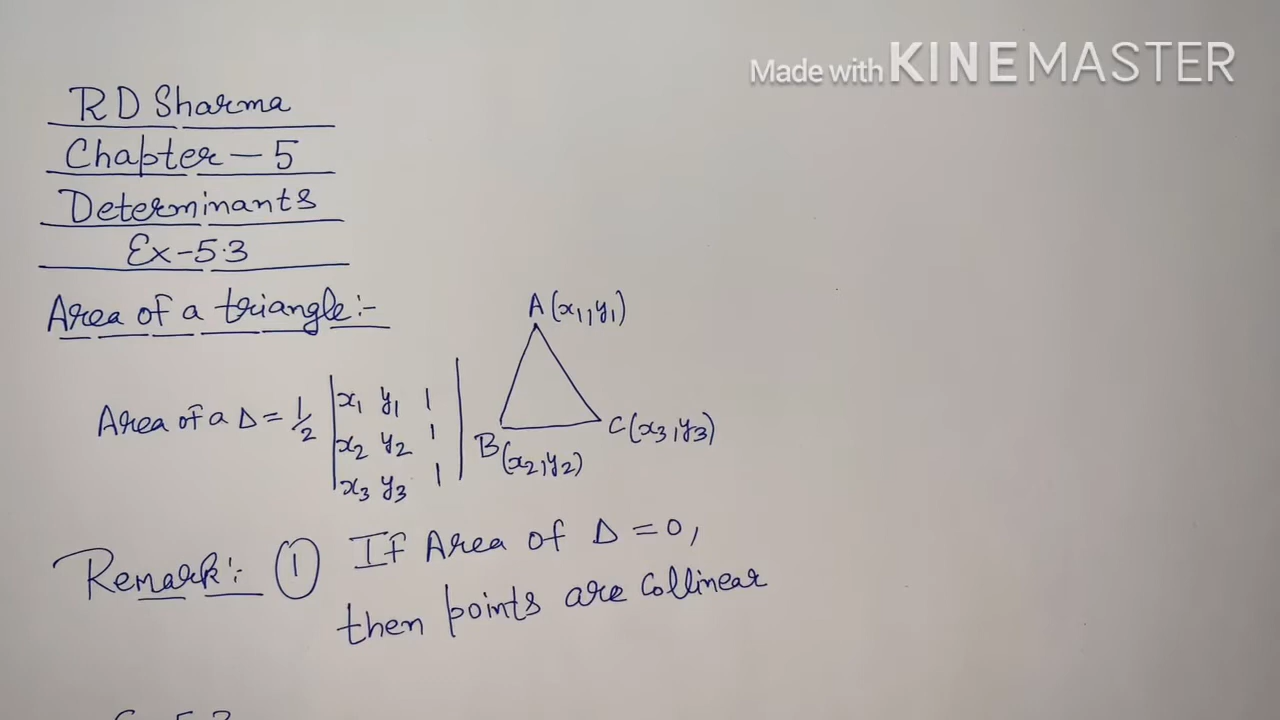 Made with KINEMASTER
RD Sharma
Chapter - 5
Determinants
Ex-5.3
Area of a triangle:-
A(x₁,y₁)
Area of a Δ = 1/2 | x₁ y₁ 1 |
| x₂ y₂ 1 |
| x₃ y₃ 1 |
B(x₂,y₂)
C(x₃,y₃)
Remark:- ① If Area of Δ = 0,
then points are Collinear